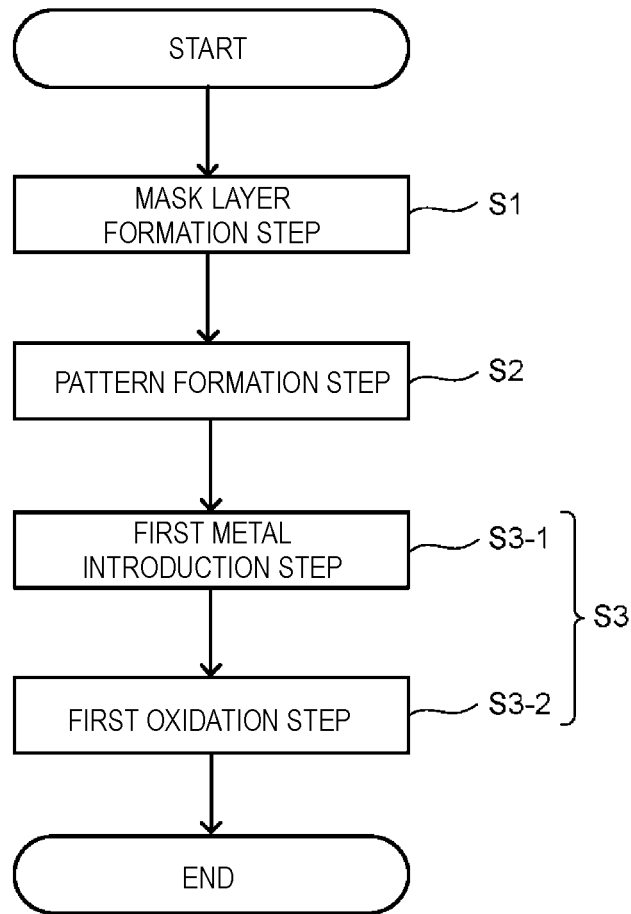 START
MASK LAYER
FORMATION STEP
S1
PATTERN FORMATION STEP
S2
FIRST METAL
INTRODUCTION STEP
S3-1
S3
FIRST OXIDATION STEP
S3-2
END